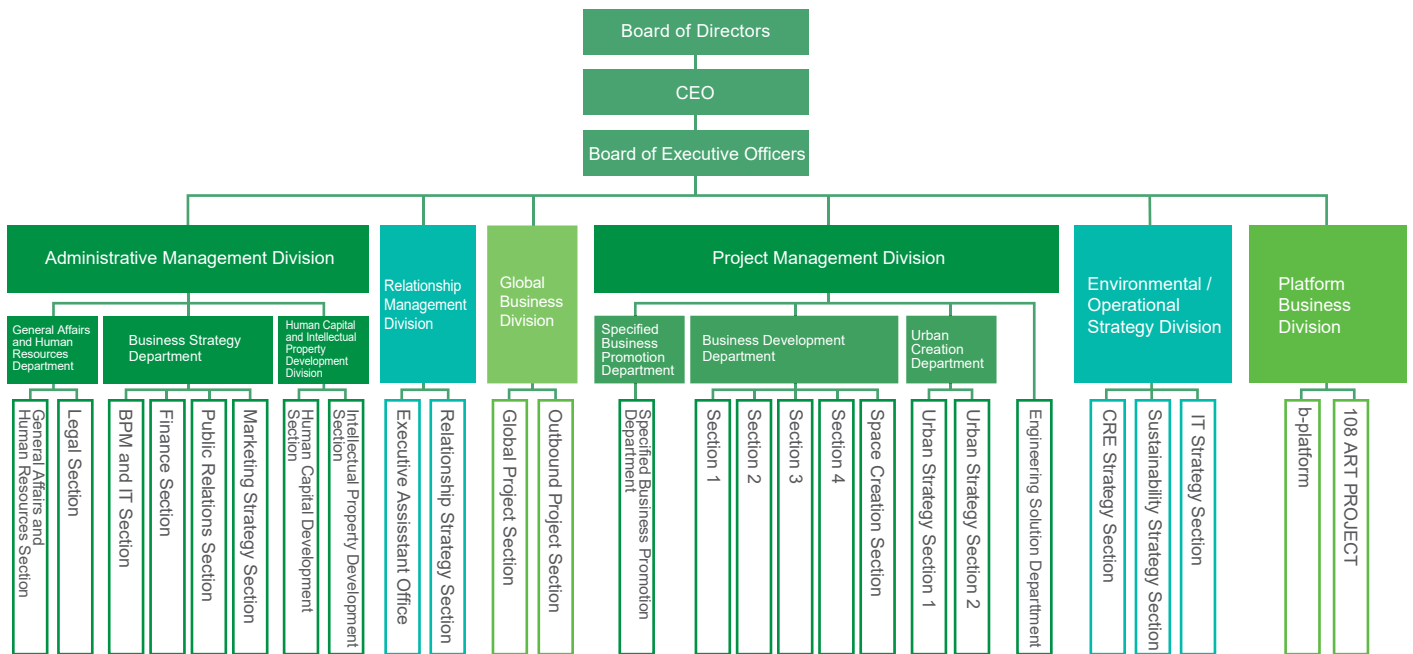 Board of Directors
CEO
Board of Executive Officers
Administrative Management Division
Relationship
Management
Division
Global
Business
Division
Project Management Division
Environmental /
Operational
Strategy Division
Platform
Business
Division
General Affairs
and Human
Resources
Department
Business Strategy
Department
Human Capital
and Intellectual
Property
Development
Division
Specified
Business
Promotion
Department
Business Development
Department
Urban
Creation
Department
General Affairs and
Human Resources Section
Legal Section
BPM and IT Section
Finance Section
Public Relations Section
Marketing Strategy Section
Human Capital Development
Section
Intellectual Property Development
Section
Executive Assistant Office
Relationship Strategy Section
Global Project Section
Outbound Project Section
Specified Business Promotion
Department
Section 1
Section 2
Section 3
Section 4
Space Creation Section
Urban Strategy Section 1
Urban Strategy Section 2
Engineering Solution Departtment
CRE Strategy Section
Sustainability Strategy Section
IT Strategy Section
b-platform
108 ART PROJECT